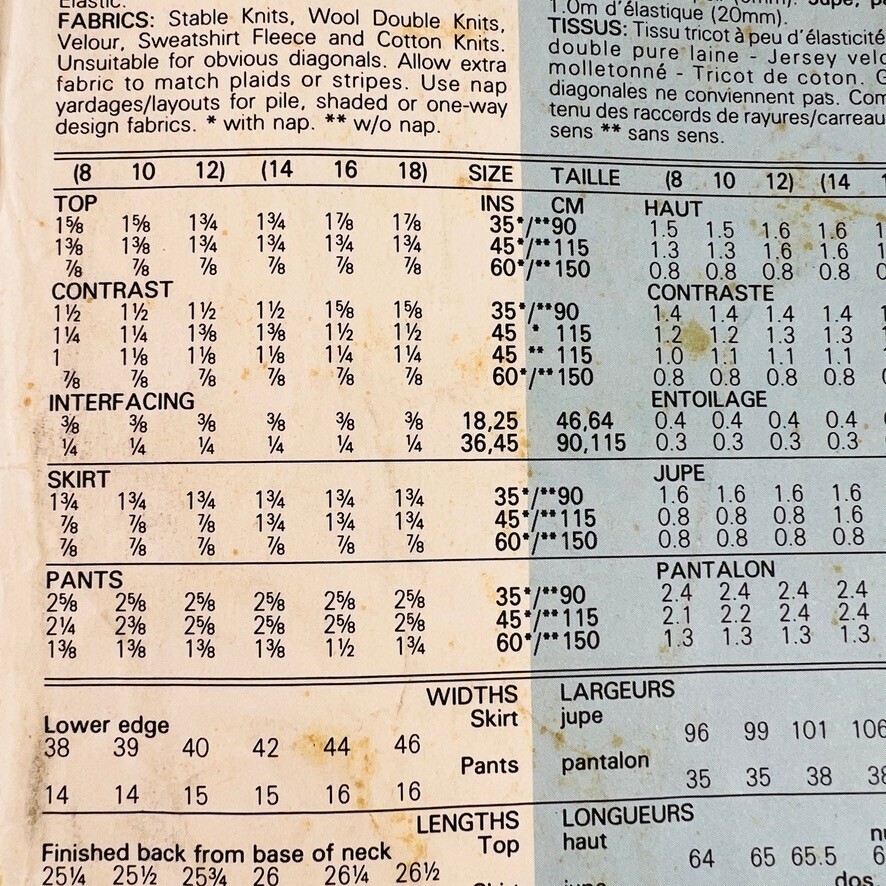 Elastic.
FABRICS: Stable Knits, Wool Double Knits,
Velour, Sweatshirt Fleece and Cotton Knits.
Unsuitable for obvious diagonals. Allow extra
fabric to match plaids or stripes. Use nap
yardages/layouts for pile, shaded or one-way
design fabrics. * with nap. ** w/o nap.
1.0m d'élastique (20mm).
TISSUS: Tissu tricot à peu d'élasticité
double pure laine - Jersey
molletonné - Tricot de coton.
diagonales ne conviennent pas.
tenu des raccords de rayures/carreau
sens ** sans sens.
(8 10 12) (14 16 18) SIZE TAILLE (8 10 12) (14
TOP INS CM HAUT
1⅝ 1⅝ 1¾ 1¾ 1⅞ 1⅞ 35*/**90 1.5 1.5 1.6 1.6
1⅜ 1⅜ 1¾ 1¾ 1¾ 1¾ 45*/**115 1.3 1.3 1.6 1.6
⅞ ⅞ ⅞ ⅞ ⅞ ⅞ 60*/**150 0.8 0.8 0.8 0.8
CONTRAST CONTRASTE
1½ 1½ 1½ 1½ 1⅝ 1⅝ 35*/**90 1.4 1.4 1.4 1.4
1¼ 1¼ 1⅜ 1⅜ 1½ 1½ 45 * 115 1.2 1.2 1.3 1.3
1 1⅛ 1⅛ 1⅛ 1¼ 1¼ 45 ** 115 1.0 1.1 1.1 1.1
⅞ ⅞ ⅞ ⅞ ⅞ ⅞ 60*/**150 0.8 0.8 0.8 0.8
INTERFACING ENTOILAGE
⅜ ⅜ ⅜ ⅜ ⅜ ⅜ 18,25 46,64 0.4 0.4 0.4 0.4
¼ ¼ ¼ ¼ ¼ ¼ 36,45 90,115 0.3 0.3 0.3 0.3
SKIRT JUPE
1¾ 1¾ 1¾ 1¾ 1¾ 1¾ 35*/**90 1.6 1.6 1.6 1.6
⅞ ⅞ ⅞ 1¾ 1¾ 1¾ 45*/**115 0.8 0.8 0.8 1.6
⅞ ⅞ ⅞ ⅞ ⅞ ⅞ 60*/**150 0.8 0.8 0.8 0.8
PANTS PANTALON
2⅝ 2⅝ 2⅝ 2⅝ 2⅝ 2⅝ 35*/**90 2.4 2.4 2.4 2.4
2¼ 2⅜ 2⅝ 2⅝ 2⅝ 2⅝ 45*/**115 2.1 2.2 2.4 2.4
1⅜ 1⅜ 1⅜ 1⅜ 1½ 1¾ 60*/**150 1.3 1.3 1.3 1.3
WIDTHS LARGEURS
Lower edge Skirt jupe
38 39 40 42 44 46 96 99 101 106
Pants pantalon
14 14 15 15 16 16 35 35 38
LENGTHS LONGUEURS
Finished back from base of neck Top haut
25¼ 25½ 25¾ 26 26¼ 26½ 64 65 65.5
dos